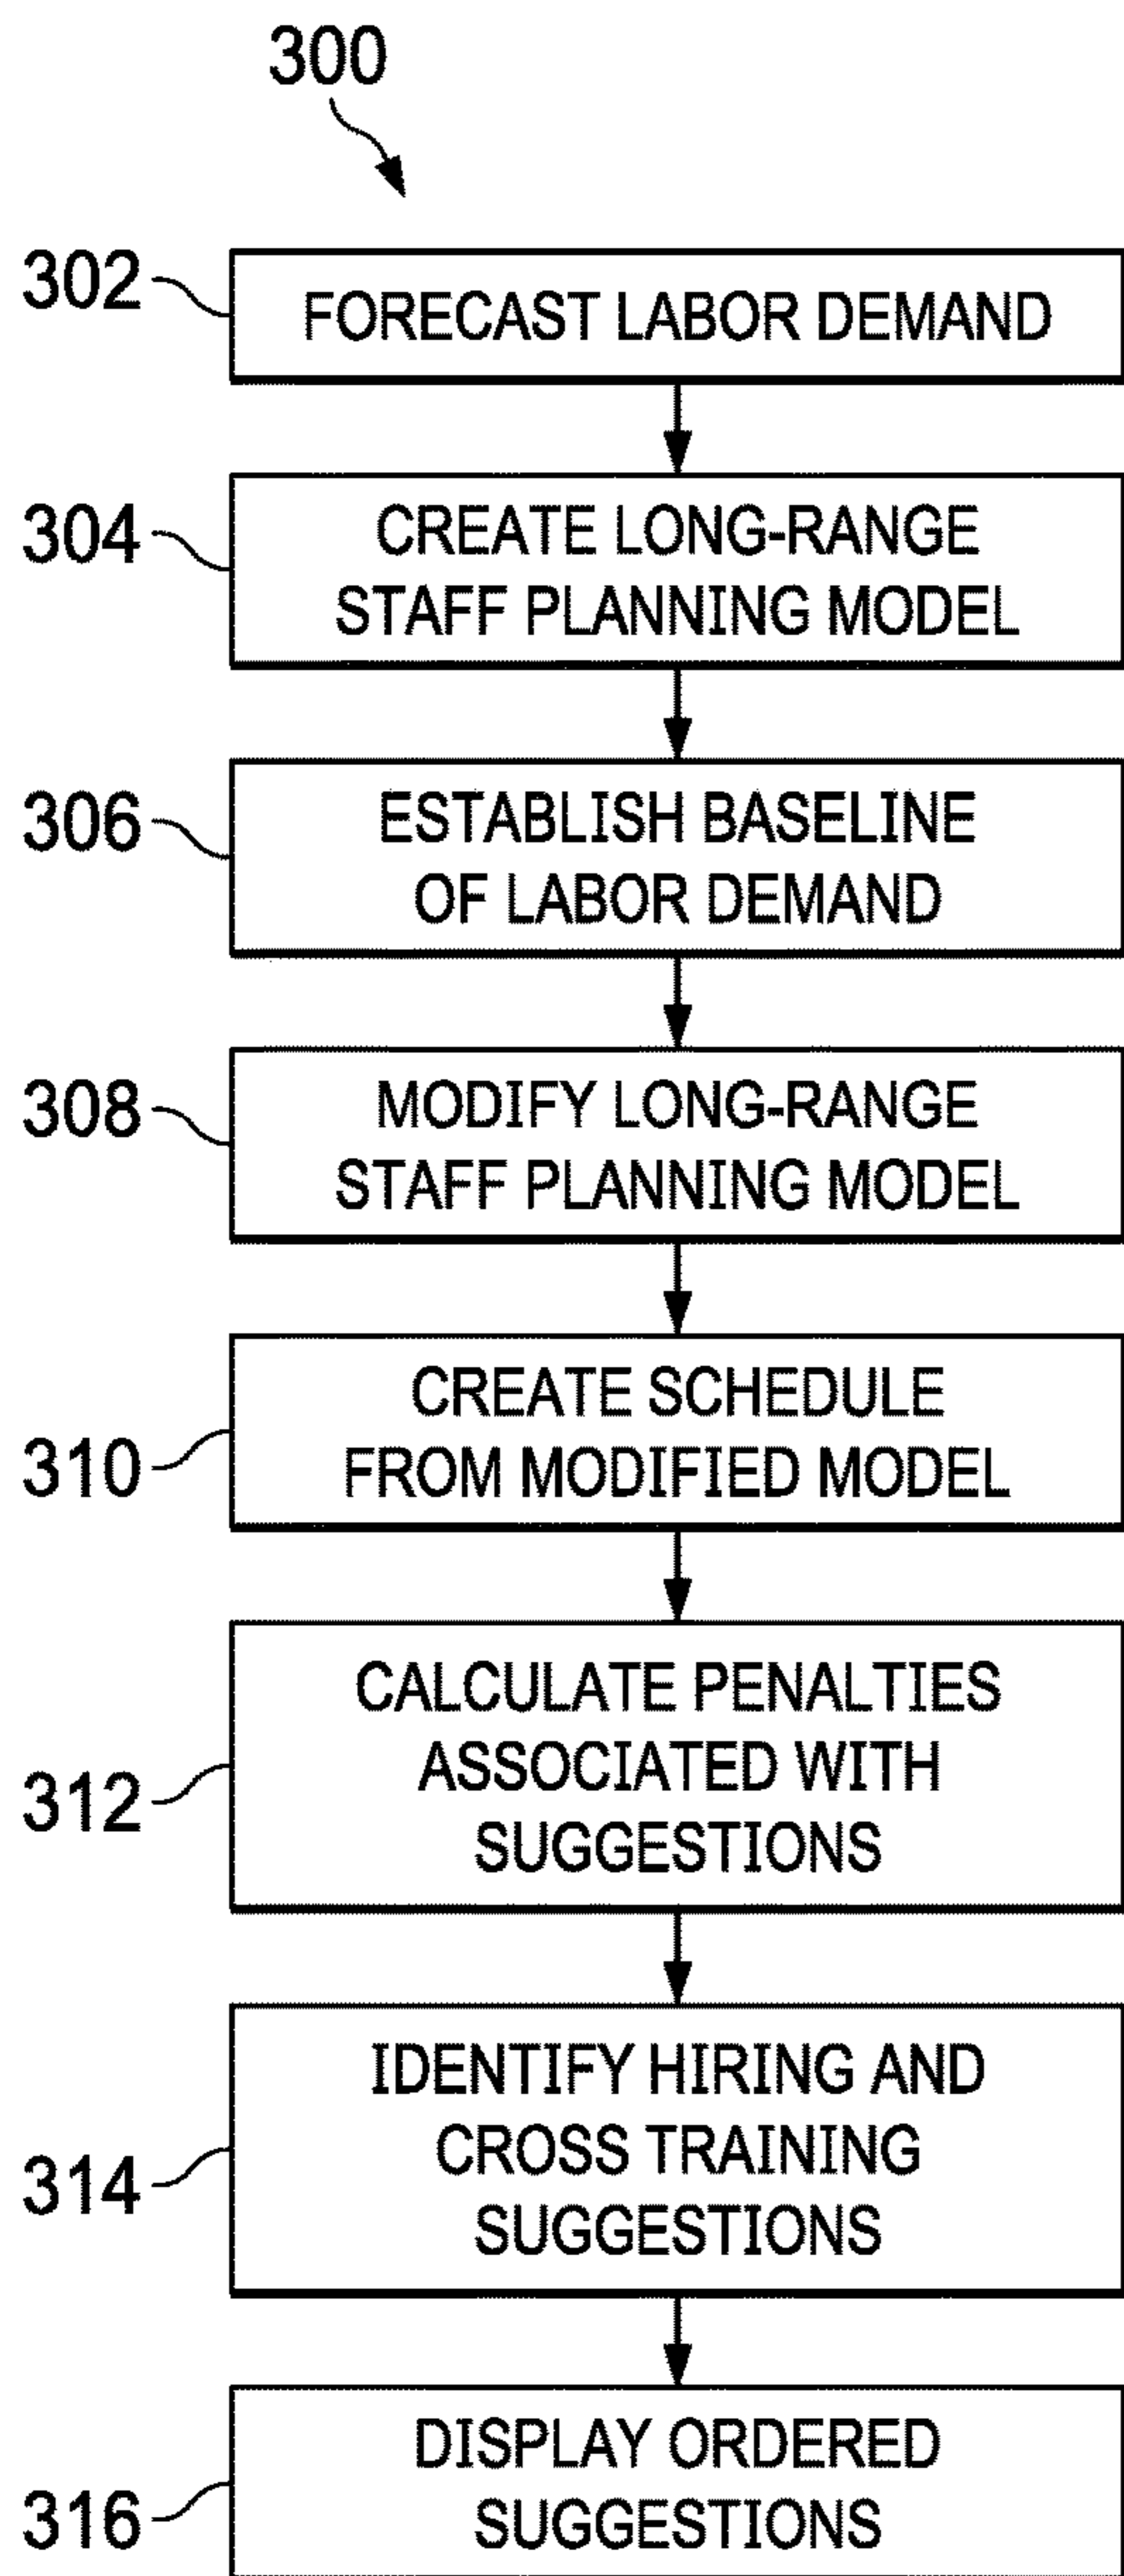 300
302
FORECAST LABOR DEMAND
304
CREATE LONG-RANGE
STAFF PLANNING MODEL
306
ESTABLISH BASELINE
OF LABOR DEMAND
308
MODIFY LONG-RANGE
STAFF PLANNING MODEL
310
CREATE SCHEDULE
FROM MODIFIED MODEL
312
CALCULATE PENALTIES
ASSOCIATED WITH
SUGGESTIONS
314
IDENTIFY HIRING AND
CROSS TRAINING
SUGGESTIONS
316
DISPLAY ORDERED
SUGGESTIONS